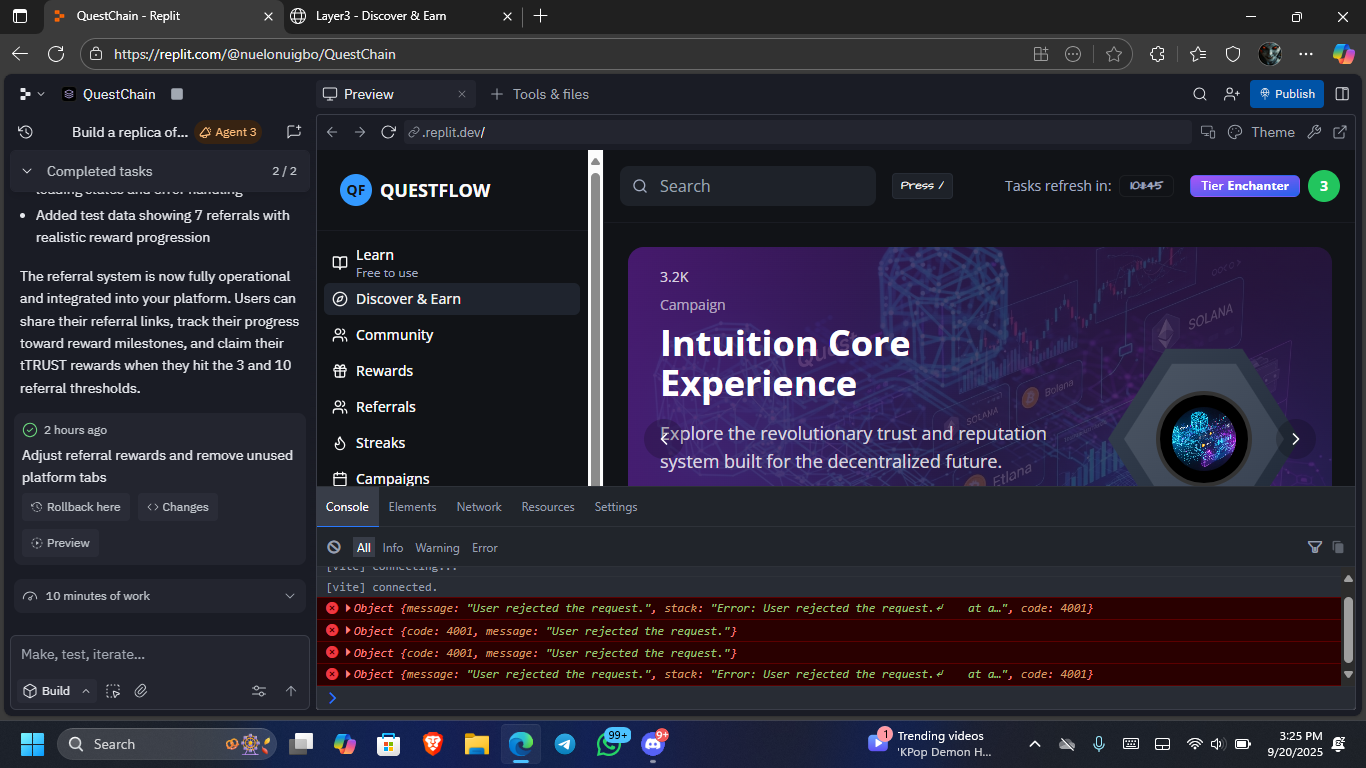 QuestChain - Replit
Layer3 - Discover & Earn
https://replit.com/@nuelonuigbo/QuestChain
QuestChain
Preview
Tools & files
Publish
Build a replica of...
Agent 3
.replit.dev/
Theme
Completed tasks
2 / 2
loading states and error handling
• Added test data showing 7 referrals with
realistic reward progression
The referral system is now fully operational
and integrated into your platform. Users can
share their referral links, track their progress
toward reward milestones, and claim their
tTRUST rewards when they hit the 3 and 10
referral thresholds.
2 hours ago
Adjust referral rewards and remove unused
platform tabs
Rollback here
<> Changes
Preview
10 minutes of work
Make, test, iterate...
Build
QF
QUESTFLOW
Learn
Free to use
Discover & Earn
Community
Rewards
Referrals
Streaks
Campaigns
Search
Press /
Tasks refresh in:
Tier Enchanter
3
3.2K
Campaign
Intuition Core
Experience
Explore the revolutionary trust and reputation
system built for the decentralized future.
SOLANA
Solana
SOLANA
Etlana
Console
Elements
Network
Resources
Settings
All
Info
Warning
Error
[vite] connecting...
[vite] connected.
Object {message: "User rejected the request.", stack: "Error: User rejected the request.↲ at a…", code: 4001}
Object {code: 4001, message: "User rejected the request."}
Object {code: 4001, message: "User rejected the request."}
Object {message: "User rejected the request.", stack: "Error: User rejected the request.↲ at a…", code: 4001}
Search
99+
9+
1
Trending videos
'KPop Demon H...
3:25 PM
9/20/2025